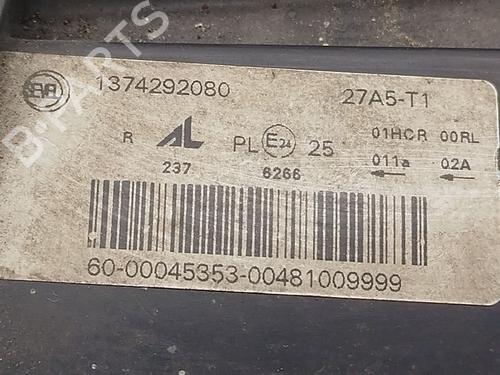 B-PARTS
1374292080 27A5-T1
R AL PL E24 25 01HCR 00RL
237 6266 011a 02A
60-00045353-00481009999